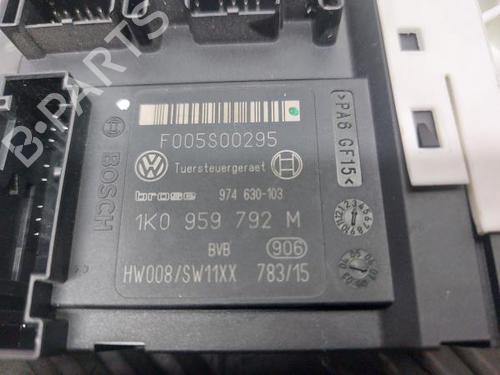 F005S00295
Tuersteuergeraet
brose 974 630-103
1K0 959 792 M
BVB 906
HW008/SW11XX 783/15
BOSCH
>PA6 GF15<
B-PARTS